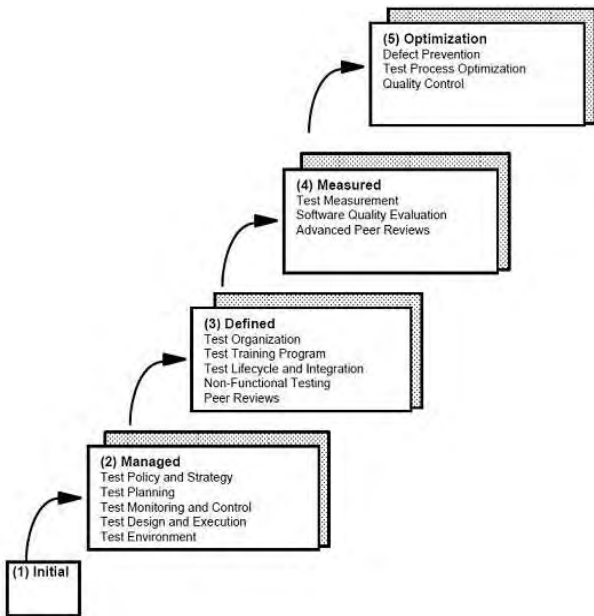 (5) Optimization
Defect Prevention
Test Process Optimization
Quality Control
(4) Measured
Test Measurement
Software Quality Evaluation
Advanced Peer Reviews
(3) Defined
Test Organization
Test Training Program
Test Lifecycle and Integration
Non-Functional Testing
Peer Reviews
(2) Managed
Test Policy and Strategy
Test Planning
Test Monitoring and Control
Test Design and Execution
Test Environment
(1) Initial